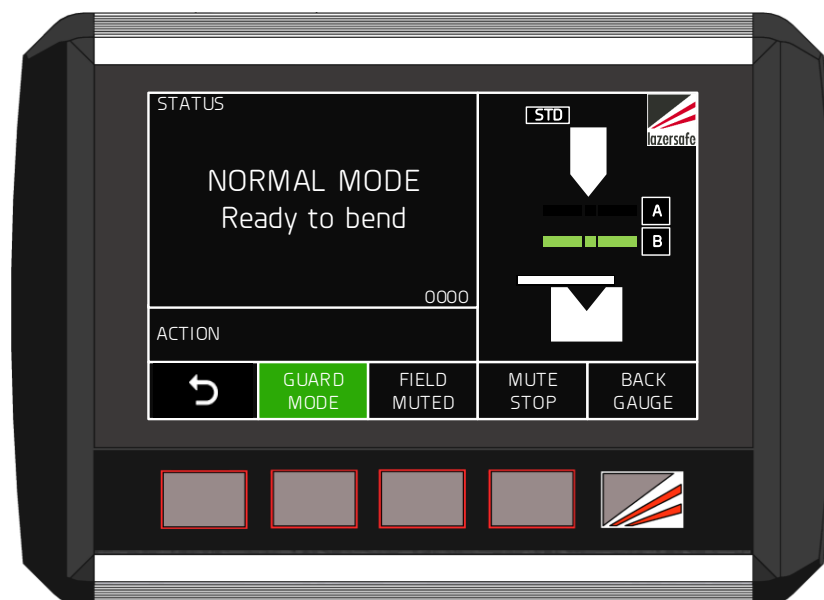 STATUS
NORMAL MODE
Ready to bend
0000
ACTION
STD
lazersafe
A
B
GUARD
MODE
FIELD
MUTED
MUTE
STOP
BACK
GAUGE